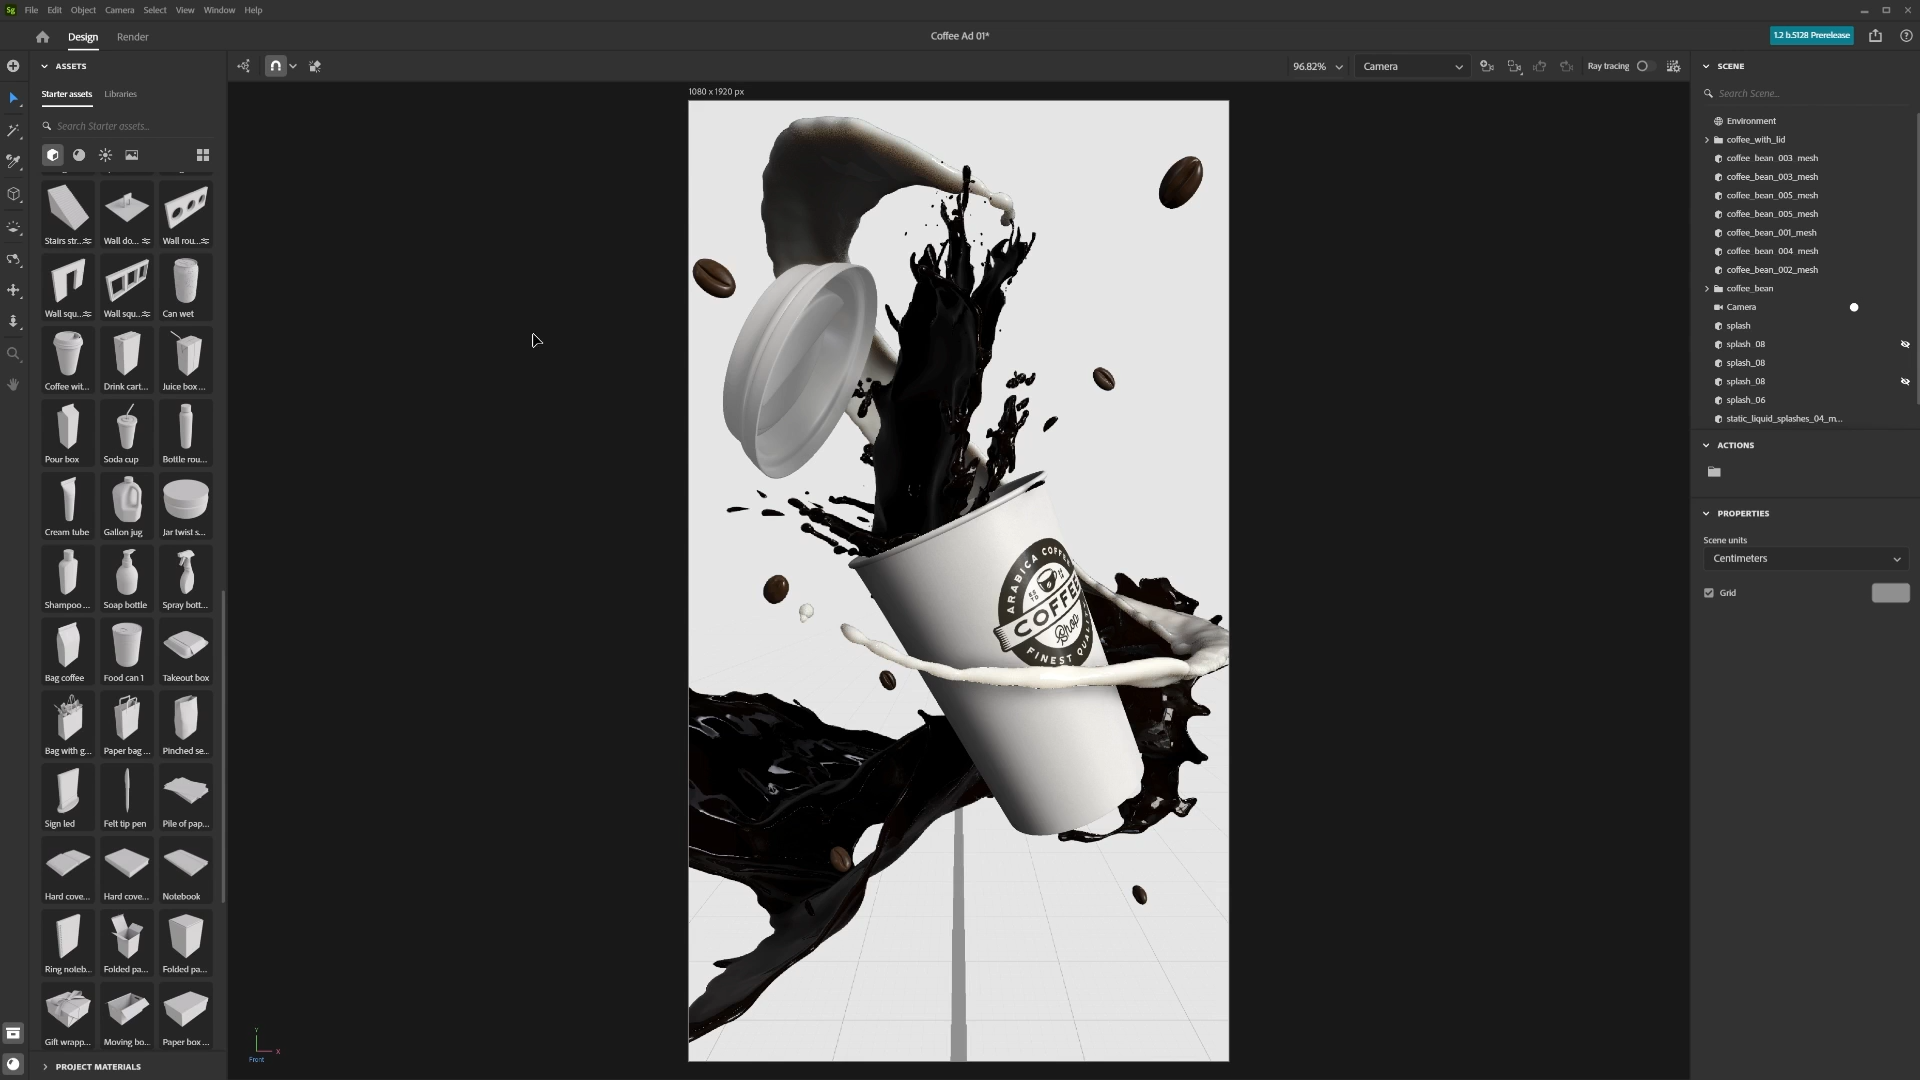 Sg File Edit Object Camera Select View Window Help
Design Render
Coffee Ad 01*
1.2 b.5128 Prerelease
ASSETS
Starter assets Libraries
Search Starter assets...
Stairs str... Wall do... Wall rou...
Wall squ... Wall squ... Can wet
Coffee wit... Drink cart... Juice box ...
Pour box Soda cup Bottle rou...
Cream tube Gallon jug Jar twist s...
Shampoo ... Soap bottle Spray bott...
Bag coffee Food can 1 Takeout box
Bag with g... Paper bag ... Pinched se...
Sign led Felt tip pen Pile of pap...
Hard cove... Hard cove... Notebook
Ring noteb... Folded pa... Folded pa...
Gift wrapp... Moving bo... Paper box ...
PROJECT MATERIALS
96.82% Camera Ray tracing
1080 x 1920 px
ARABICA COFFEE
COFFEE
Shop
FINEST QUALITY
y
x
Front
SCENE
Search Scene...
Environment
coffee_with_lid
coffee_bean_003_mesh
coffee_bean_003_mesh
coffee_bean_005_mesh
coffee_bean_005_mesh
coffee_bean_001_mesh
coffee_bean_004_mesh
coffee_bean_002_mesh
coffee_bean
Camera
splash
splash_08
splash_08
splash_08
splash_06
static_liquid_splashes_04_m...
ACTIONS
PROPERTIES
Scene units
Centimeters
Grid